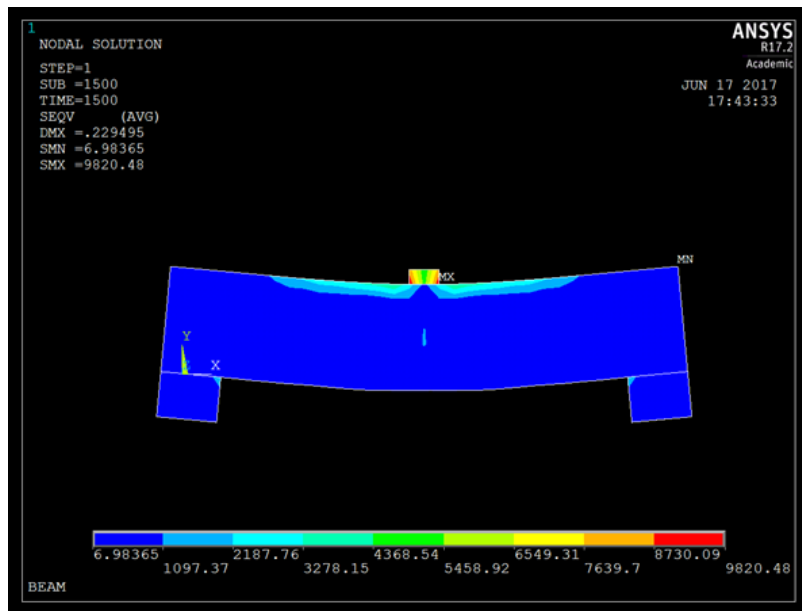 1
NODAL SOLUTION
STEP=1
SUB =1500
TIME=1500
SEQV     (AVG)
DMX =.229495
SMN =6.98365
SMX =9820.48
ANSYS
R17.2
Academic
JUN 17 2017
17:43:33
MN
MX
Y
X
6.98365 2187.76 4368.54 6549.31 8730.09
1097.37 3278.15 5458.92 7639.7 9820.48
BEAM